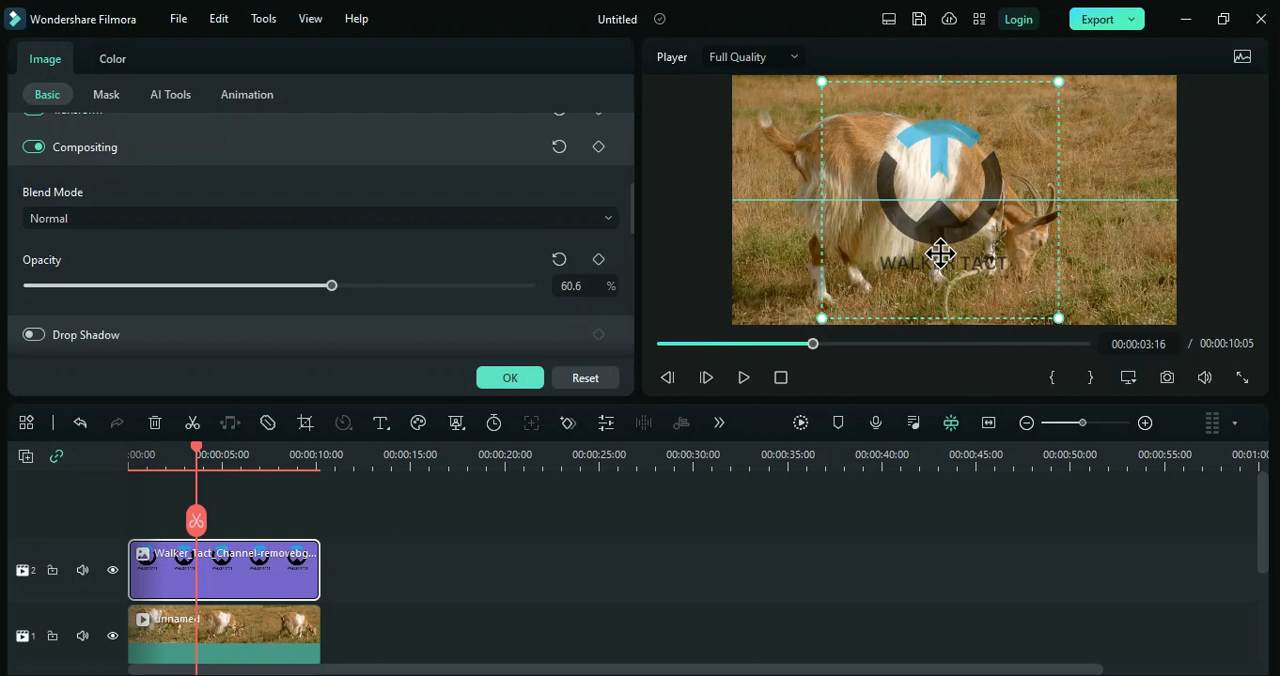 Wondershare Filmora
File
Edit
Tools
View
Help
Untitled
Login
Export
Image
Color
Basic
Mask
AI Tools
Animation
Compositing
Blend Mode
Normal
Opacity
60.6 %
Drop Shadow
OK
Reset
Player
Full Quality
TACT
00:00:03:16 / 00:00:10:05
:00:00
00:00:05:00
00:00:10:00
00:00:15:00
00:00:20:00
00:00:25:00
00:00:30:00
00:00:35:00
00:00:40:00
00:00:45:00
00:00:50:00
00:00:55:00
00:01:0
2
Walker_Tact_Channel-removebg...
1
unnamed